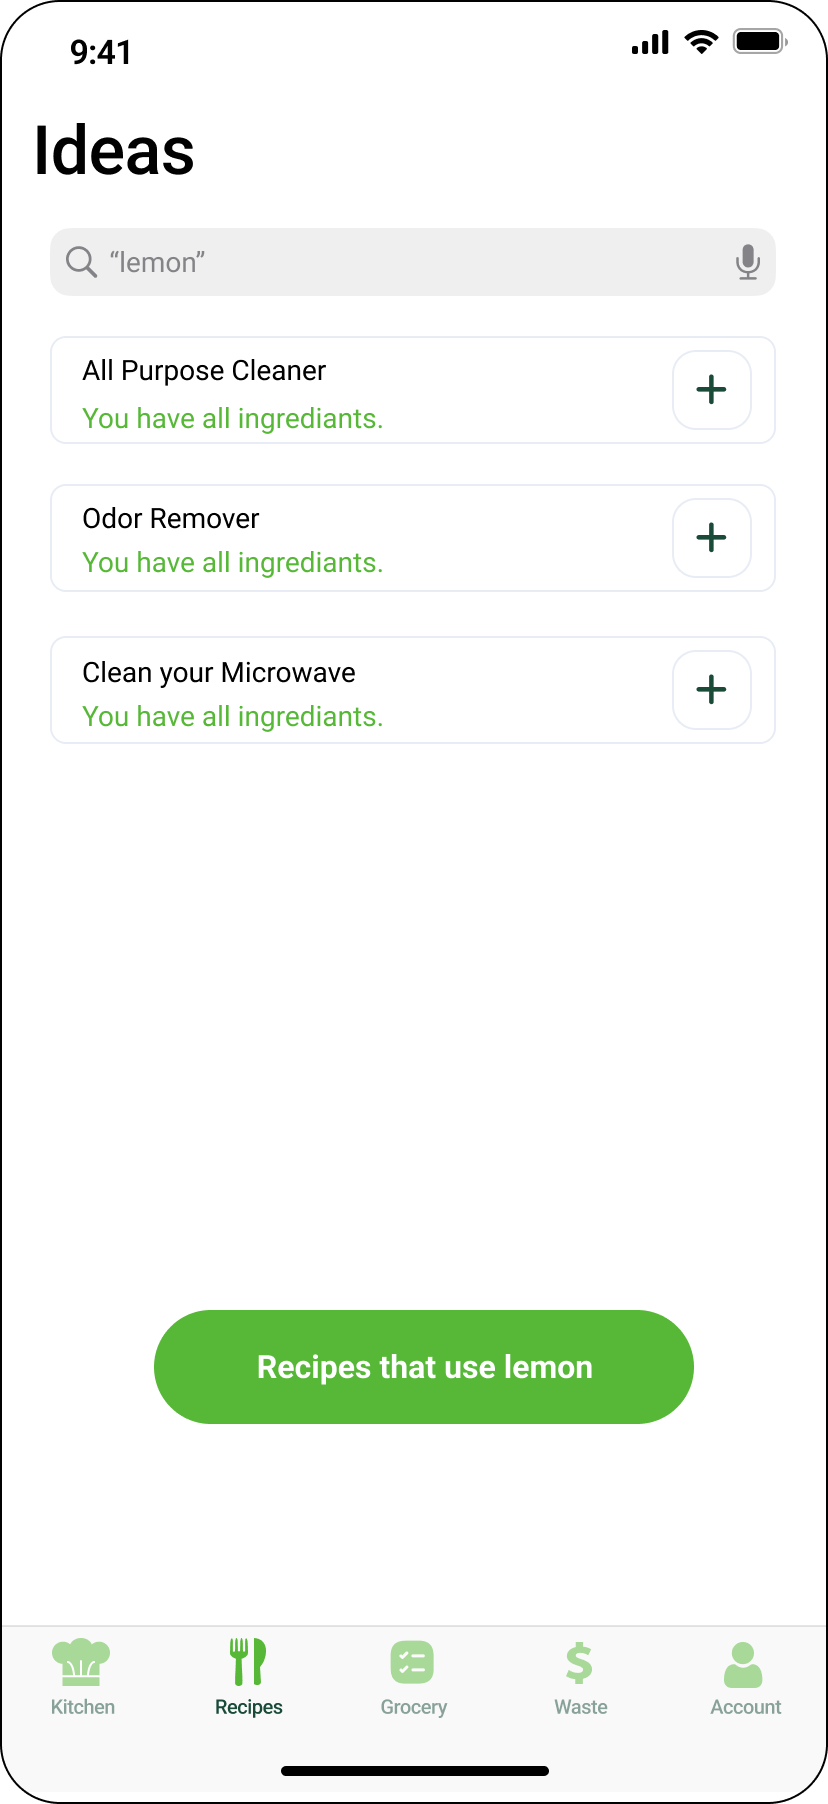 9:41
Ideas
“lemon”
All Purpose Cleaner
You have all ingrediants.
Odor Remover
You have all ingrediants.
Clean your Microwave
You have all ingrediants.
Recipes that use lemon
Kitchen
Recipes
Grocery
Waste
Account